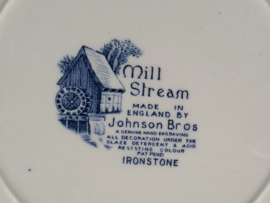 Mill
Stream
MADE IN
ENGLAND BY
Johnson Bros
A GENUINE HAND ENGRAVING
ALL DECORATION UNDER THE
GLAZE DETERGENT & ACID
RESISTING COLOUR
PAT PEND
IRONSTONE